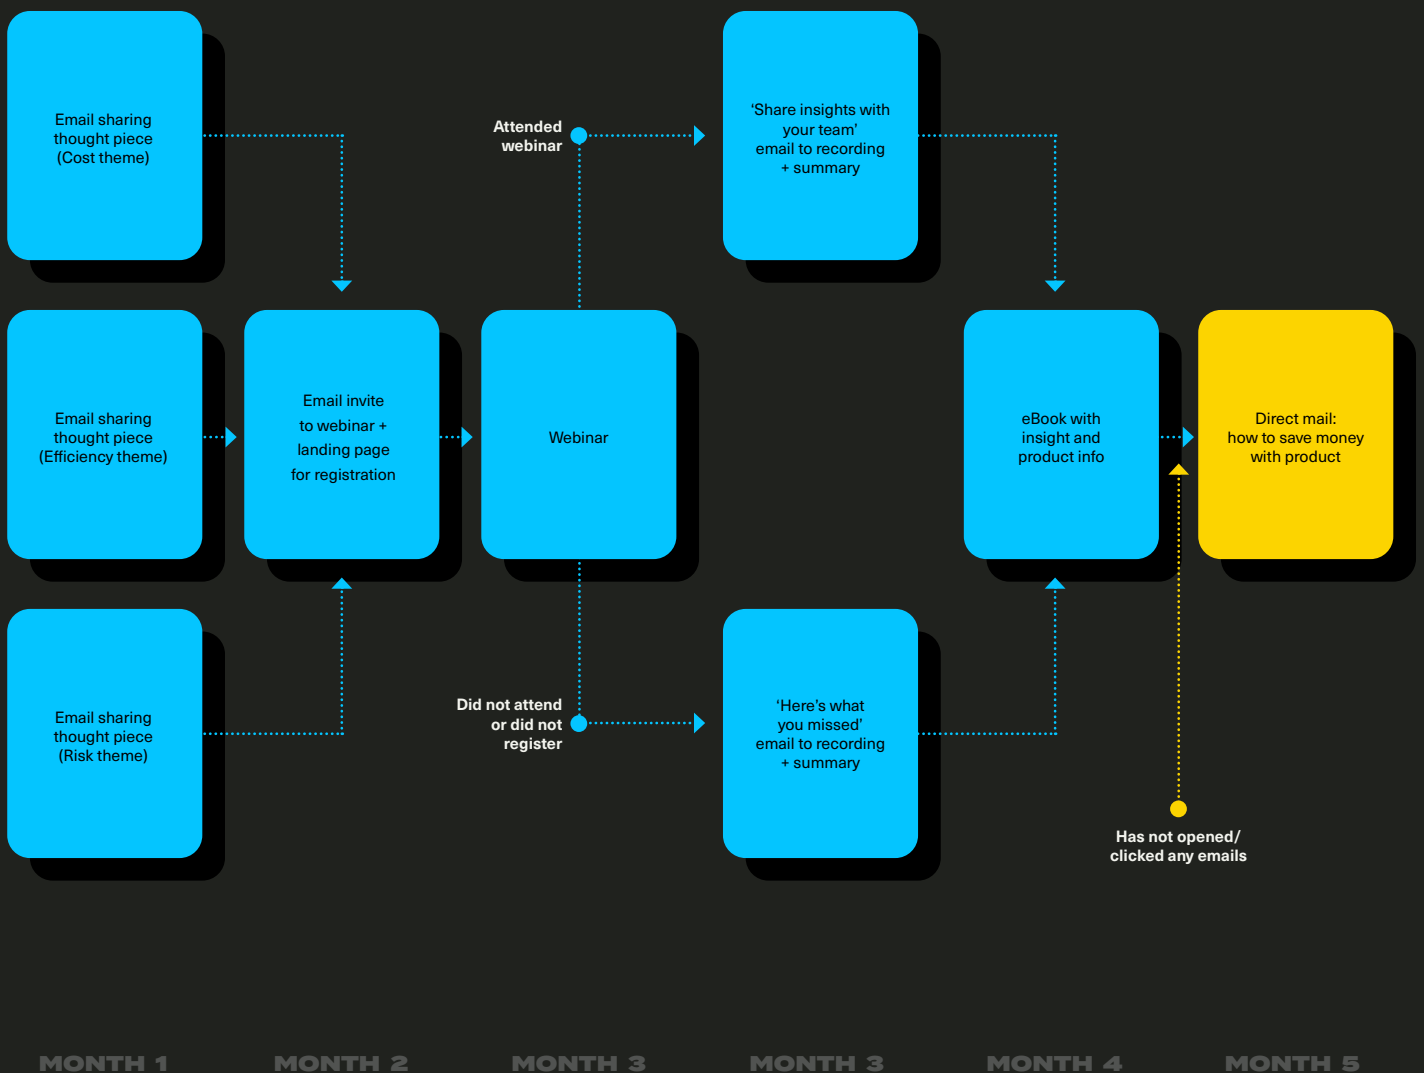 Email sharing
thought piece
(Cost theme)
Attended
webinar
‘Share insights with
your team’
email to recording
+ summary
Email sharing
thought piece
(Efficiency theme)
Email invite
to webinar +
landing page
for registration
Webinar
eBook with
insight and
product info
Direct mail:
how to save money
with product
Email sharing
thought piece
(Risk theme)
Did not attend
or did not
register
‘Here’s what
you missed’
email to recording
+ summary
Has not opened/
clicked any emails
MONTH 1
MONTH 2
MONTH 3
MONTH 3
MONTH 4
MONTH 5